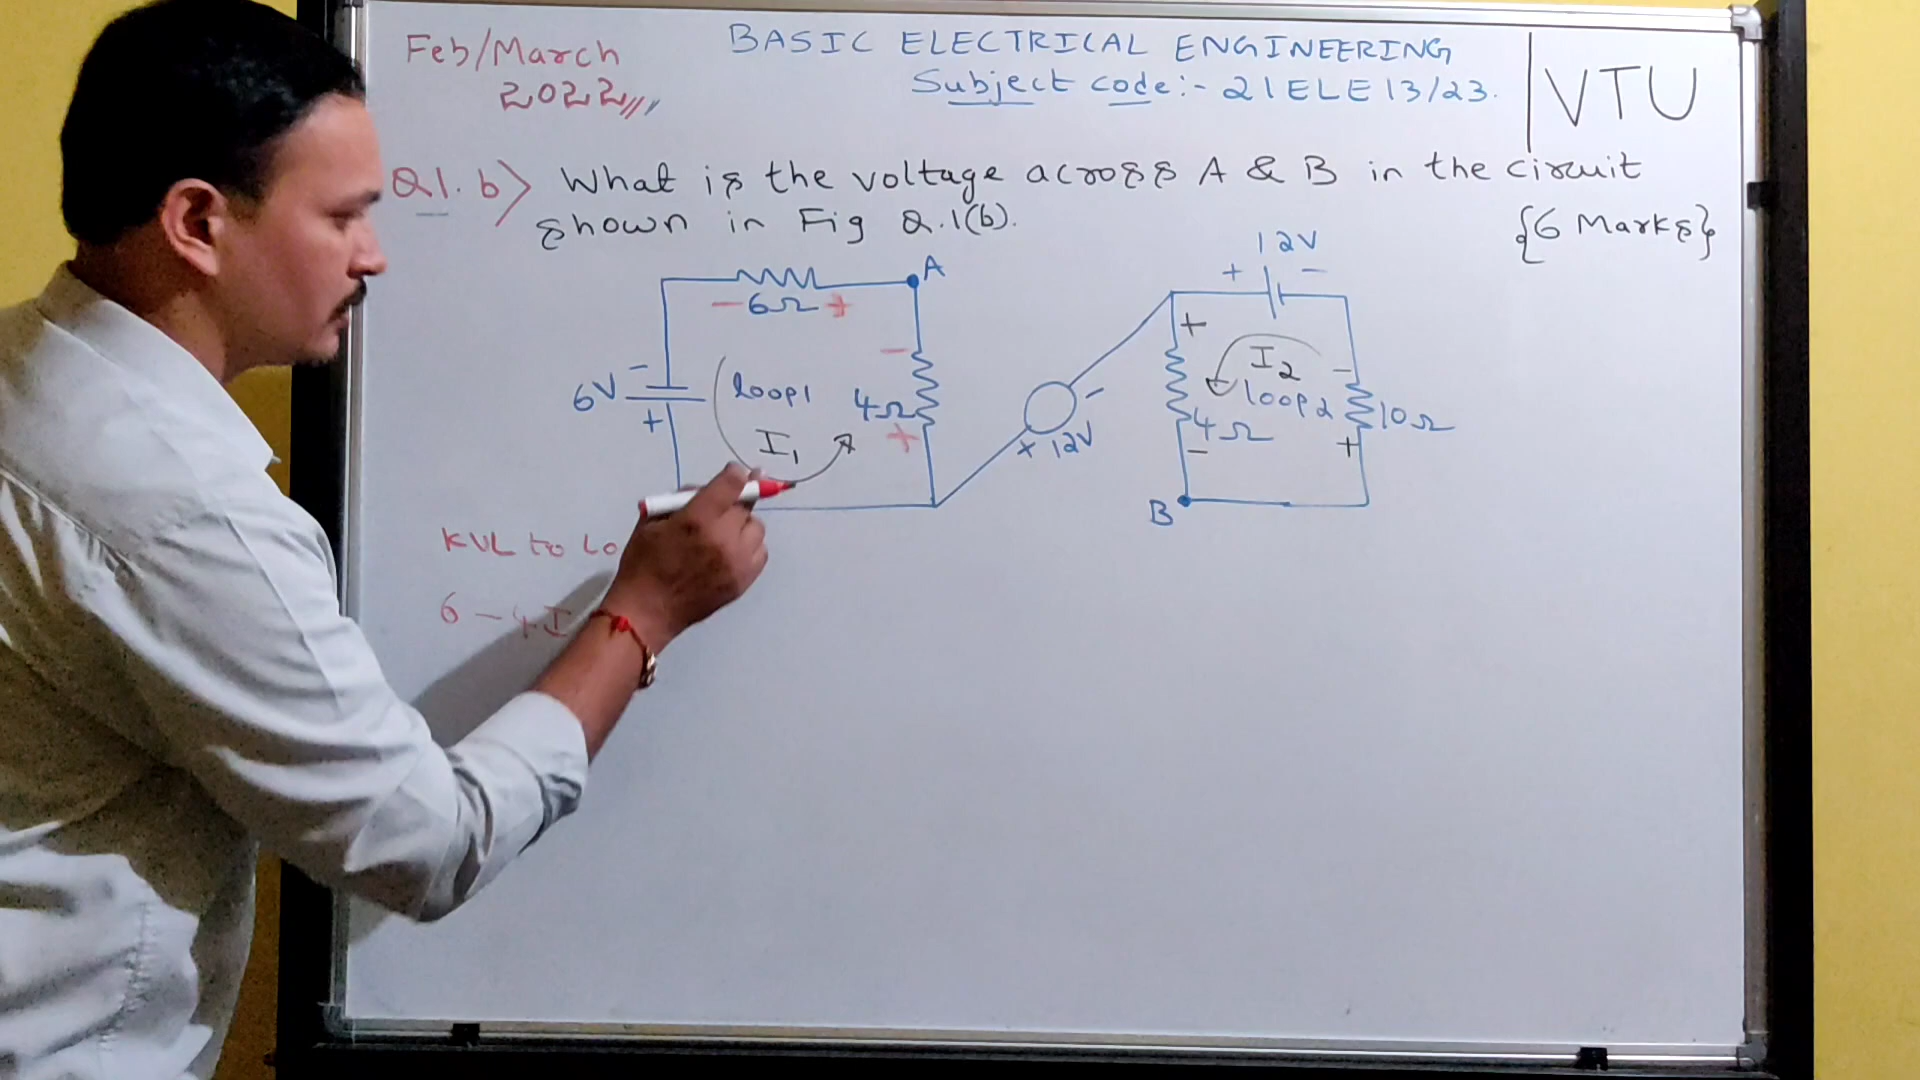 Feb/March
2022
BASIC ELECTRICAL ENGINEERING
Subject code:- 21ELE13/23.
VTU
Q1. b) What is the voltage across A & B in the circuit
shown in Fig Q.1(b).
{6 Marks}
12V
+ -
A
- 6Ω +
-
6V
+
loop1
I1
-
4Ω
+
-
+ 12V
+
I2
loop2
4Ω
-
-
10Ω
+
B
KVL to Lo
6 - 4I